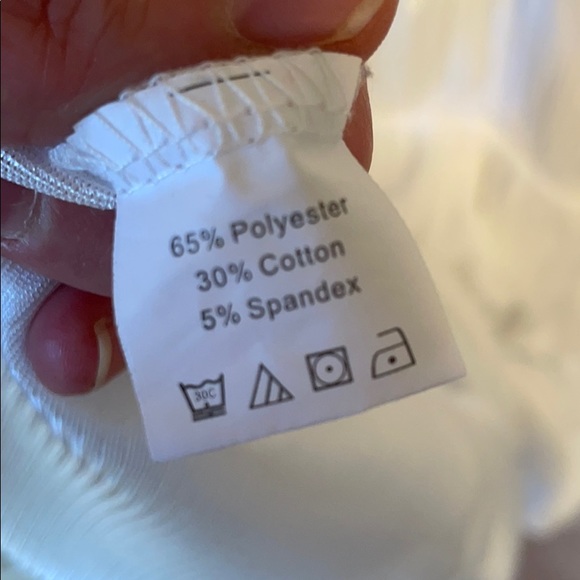 65% Polyester
30% Cotton
5% Spandex
30C